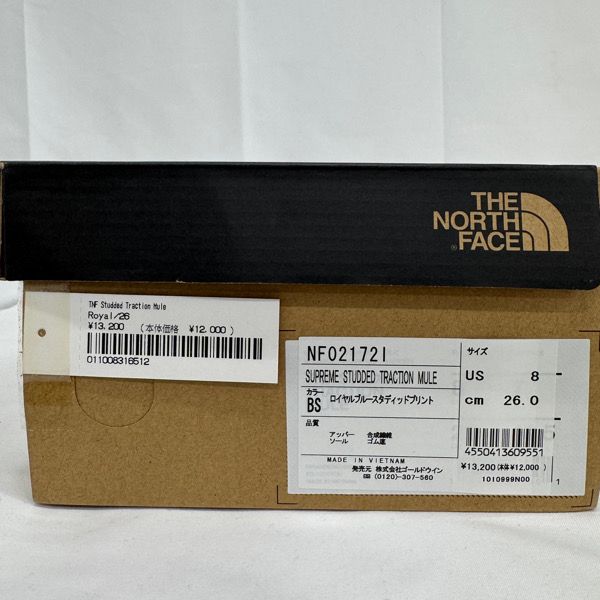 THE
NORTH
FACE
®
TNF Studded Traction Mule
Royal/26
¥13,200 (本体価格 ¥12,000)
011008316512
NF02172I
SUPREME STUDDED TRACTION MULE
カラー
BS ロイヤルブルースタディッドプリント
品質
アッパー 合成繊維
ソール ゴム底
MADE IN VIETNAM
発売元 株式会社ゴールドウイン
(0120)-307-560
サイズ
US 8
cm 26.0
4550413609551
¥13,200(本体¥12,000)
1010999N00
1